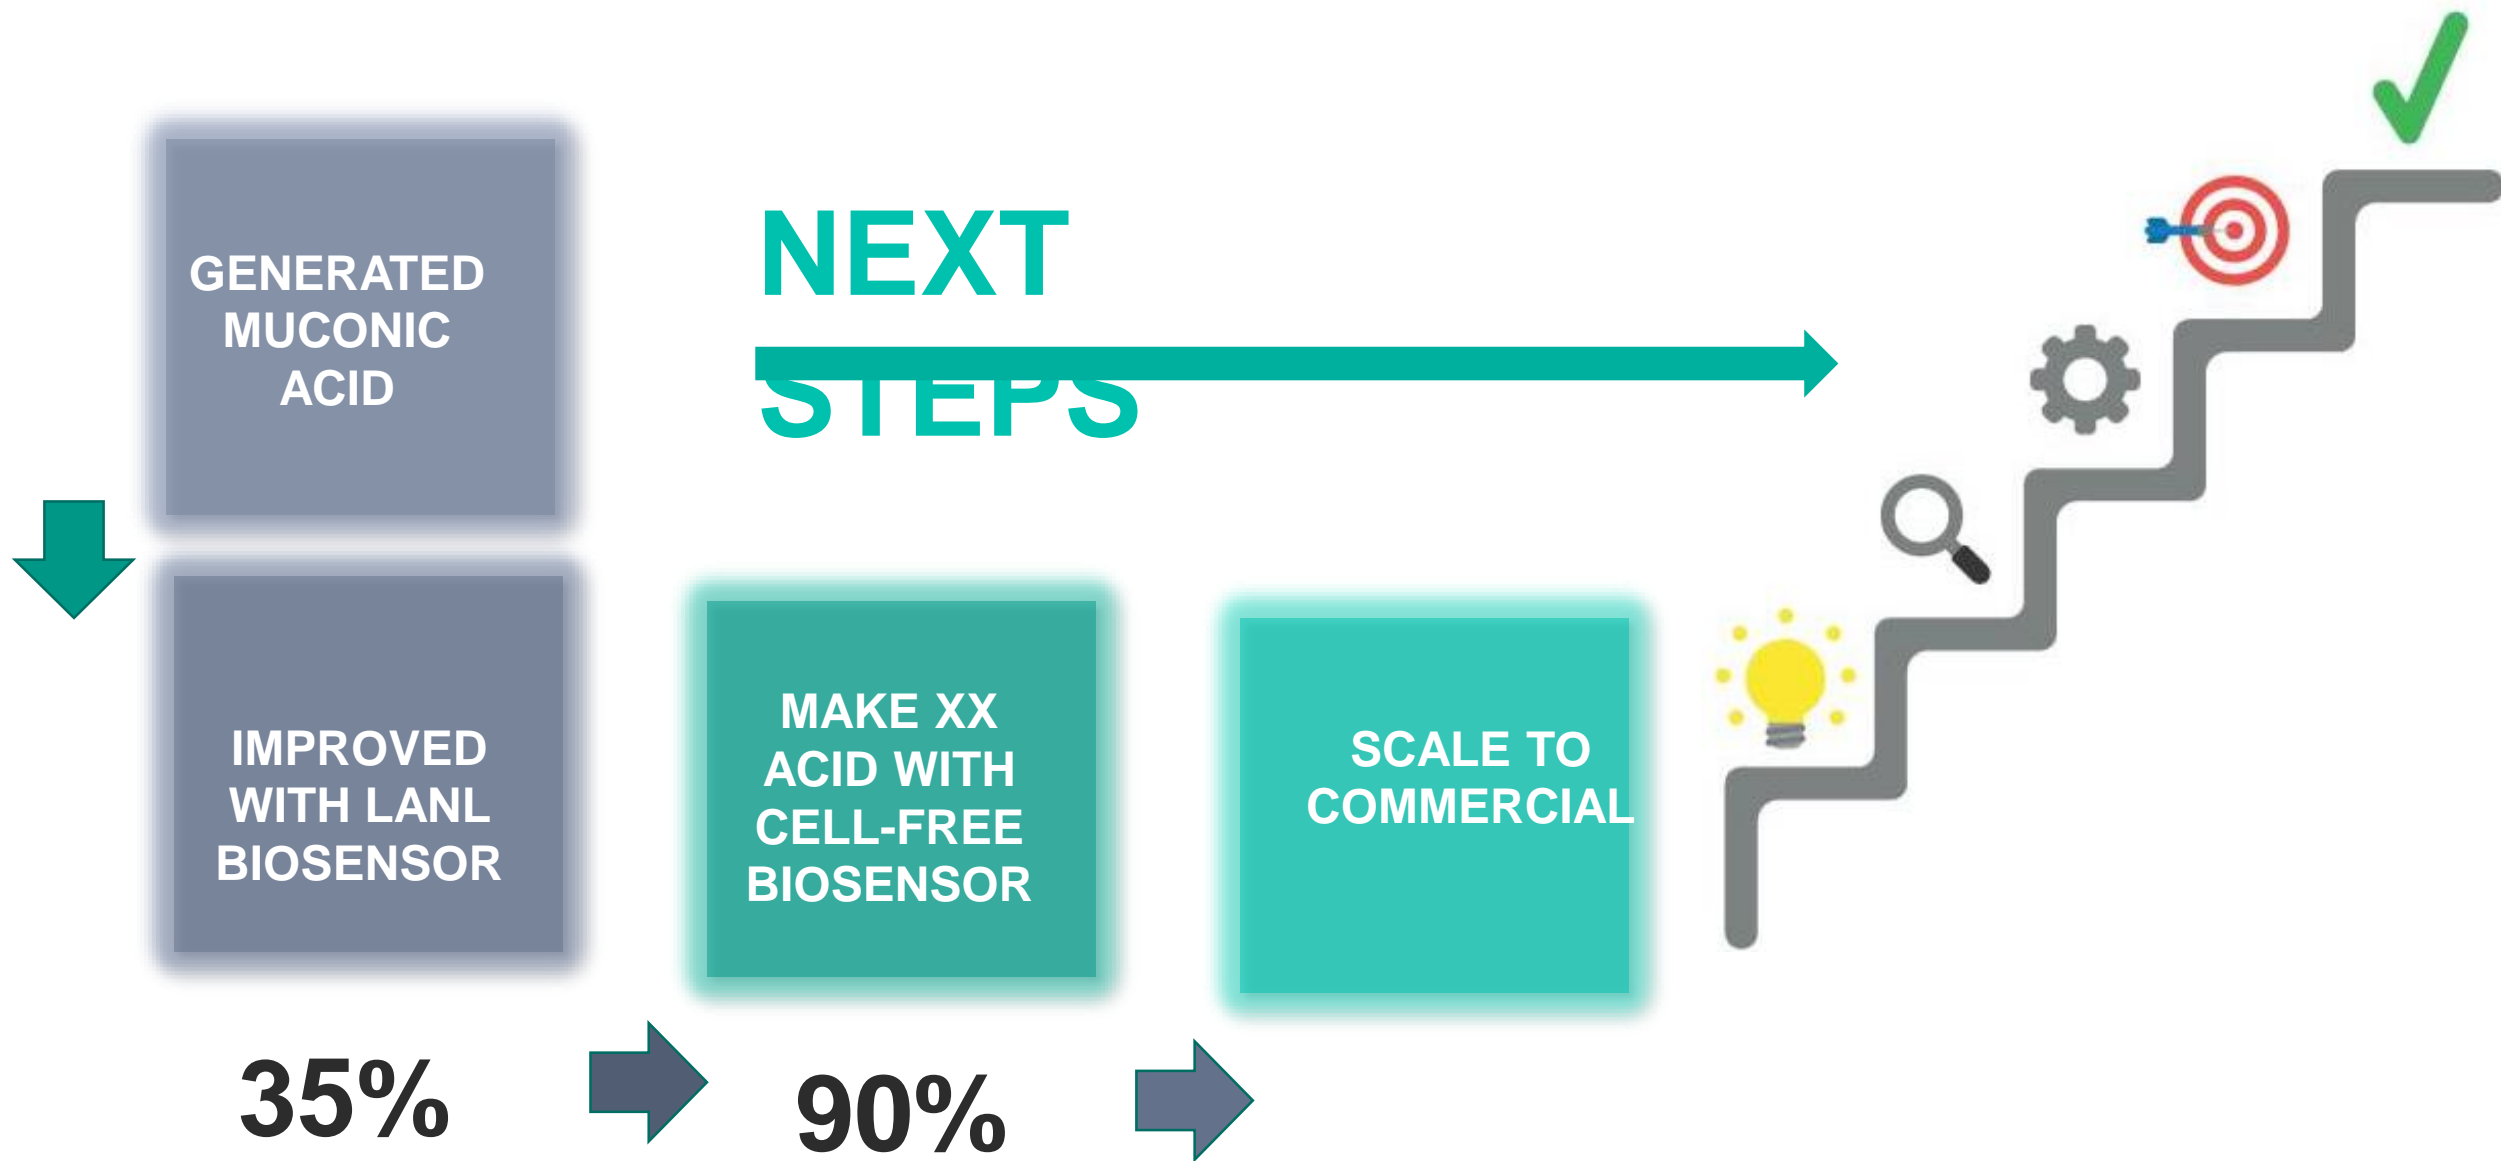 GENERATED
MUCONIC
ACID
NEXT
STEPS
IMPROVED
WITH LANL
BIOSENSOR
MAKE XX
ACID WITH
CELL-FREE
BIOSENSOR
SCALE TO
COMMERCIAL
35%
90%